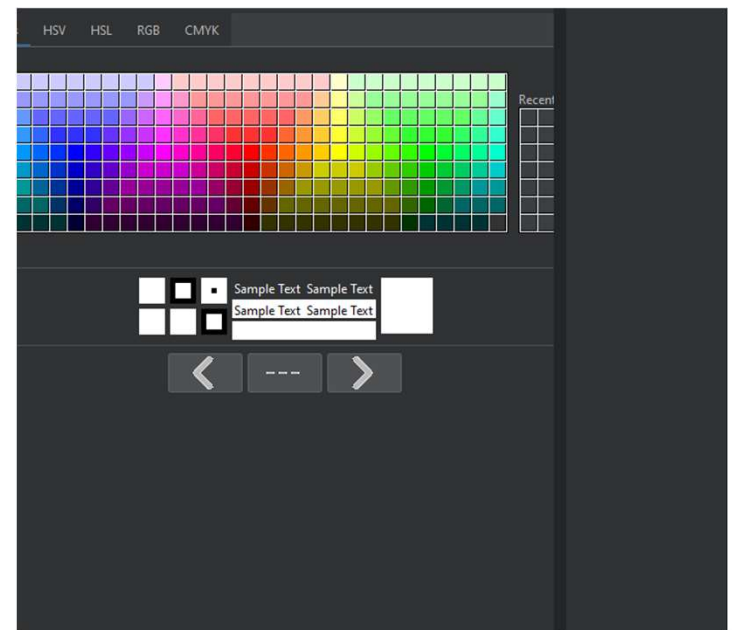 HSV HSL RGB CMYK
Recent
Sample Text Sample Text
Sample Text Sample Text
---